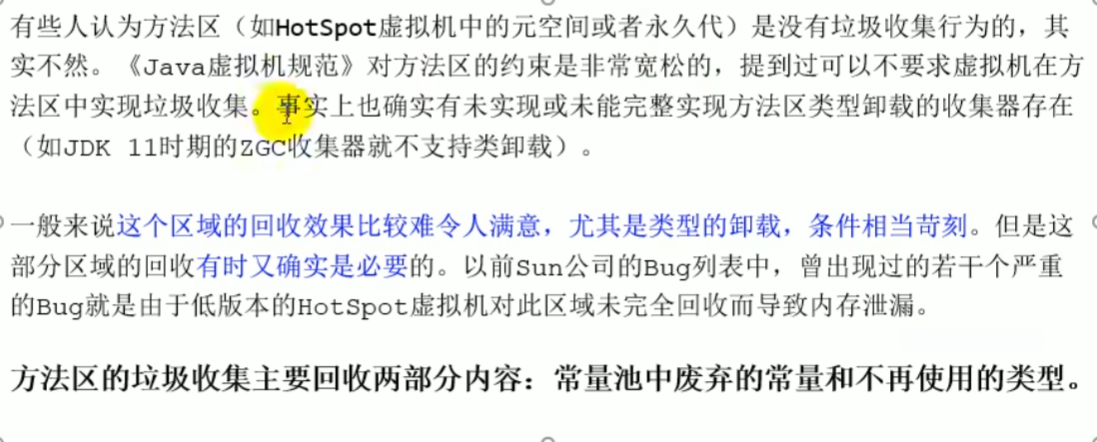 有些人认为方法区（如HotSpot虚拟机中的元空间或者永久代）是没有垃圾收集行为的，其
实不然。《Java虚拟机规范》对方法区的约束是非常宽松的，提到过可以不要求虚拟机在方
法区中实现垃圾收集。事实上也确实有未实现或未能完整实现方法区类型卸载的收集器存在
（如JDK 11时期的ZGC收集器就不支持类卸载）。
一般来说这个区域的回收效果比较难令人满意，尤其是类型的卸载，条件相当苛刻。但是这
部分区域的回收有时又确实是必要的。以前Sun公司的Bug列表中，曾出现过的若干个严重
的Bug就是由于低版本的HotSpot虚拟机对此区域未完全回收而导致内存泄漏。
方法区的垃圾收集主要回收两部分内容：常量池中废弃的常量和不再使用的类型。